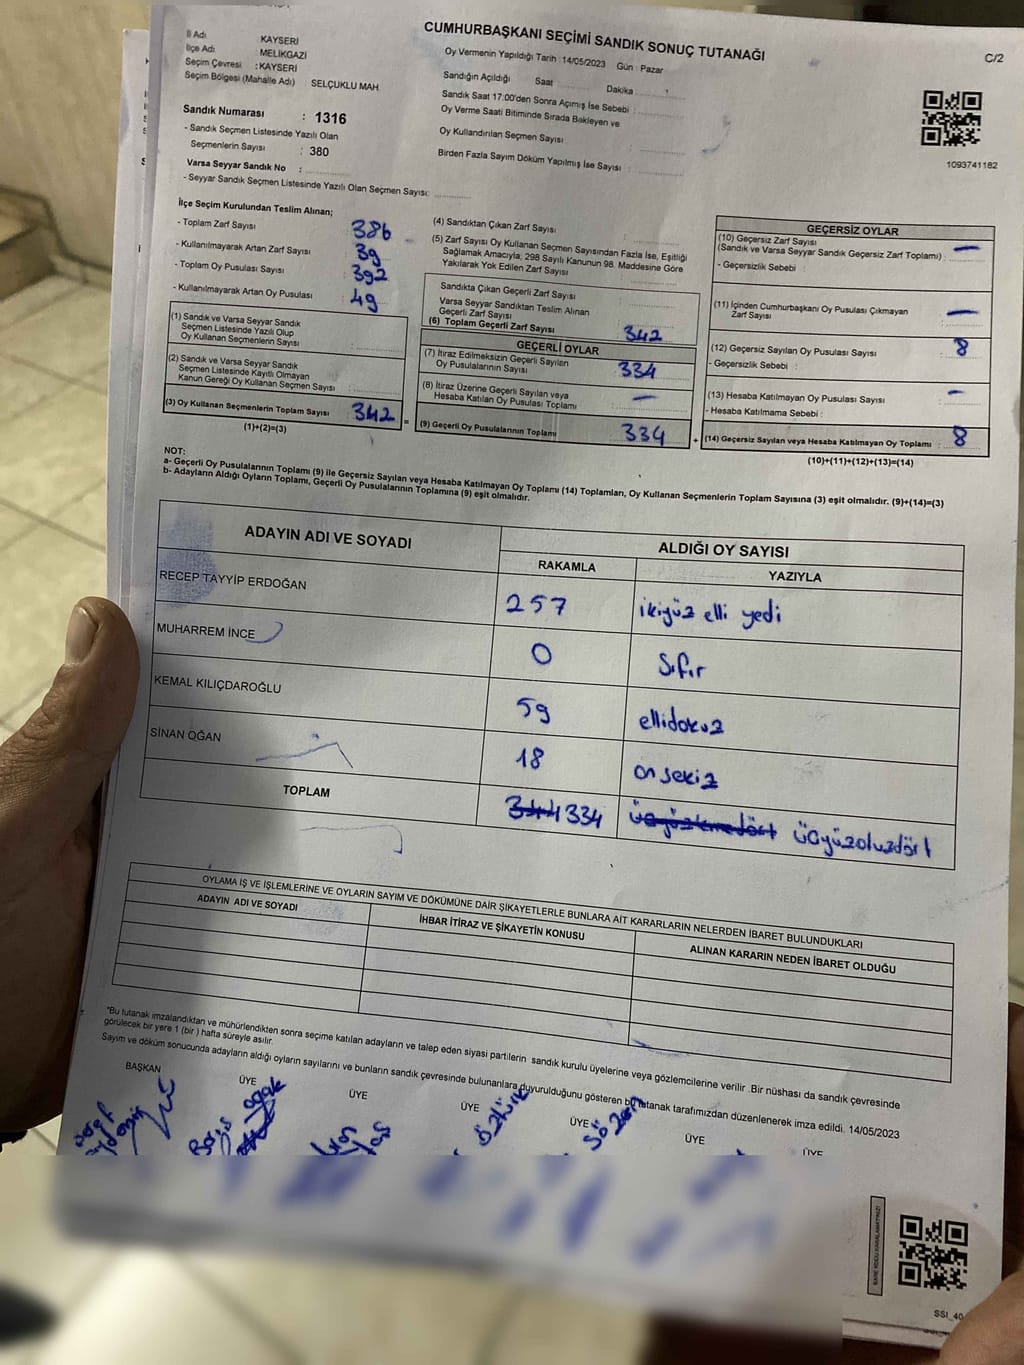 CUMHURBAŞKANI SEÇİMİ SANDIK SONUÇ TUTANAĞI
C/2
İl Adı : KAYSERİ
İlçe Adı : MELİKGAZİ
Seçim Çevresi : KAYSERİ
Seçim Bölgesi (Mahalle Adı) SELÇUKLU MAH
Sandık Numarası : 1316
- Sandık Seçmen Listesinde Yazılı Olan
Seçmenlerin Sayısı : 380
Varsa Seyyar Sandık No :
- Seyyar Sandık Seçmen Listesinde Yazılı Olan Seçmen Sayısı:
Oy Vermenin Yapıldığı Tarih : 14/05/2023 Gün : Pazar
Sandığın Açıldığı Saat Dakika
Sandık Saat 17:00'den Sonra Açımış İse Sebebi :
Oy Verme Saati Bitiminde Sırada Bekleyen ve
Oy Kullandırılan Seçmen Sayısı :
Birden Fazla Sayım Döküm Yapılmış İse Sayısı :
1093741182
İlçe Seçim Kurulundan Teslim Alınan;
- Toplam Zarf Sayısı : 386
- Kullanılmayarak Artan Zarf Sayısı : 39
- Toplam Oy Pusulası Sayısı : 392
- Kullanılmayarak Artan Oy Pusulası : 49
(1) Sandık ve Varsa Seyyar Sandık
Seçmen Listesinde Yazılı Olup
Oy Kullanan Seçmenlerin Sayısı :
(2) Sandık ve Varsa Seyyar Sandık
Seçmen Listesinde Kayıtlı Olmayan
Kanun Gereği Oy Kullanan Seçmen Sayısı :
(3) Oy Kullanan Seçmenlerin Toplam Sayısı : 342 =
(1)+(2)=(3)
(4) Sandıktan Çıkan Zarf Sayısı
(5) Zarf Sayısı Oy Kullanan Seçmen Sayısından Fazla İse, Eşitliği
Sağlamak Amacıyla; 298 Sayılı Kanunun 98. Maddesine Göre
Yakılarak Yok Edilen Zarf Sayısı
Sandıkta Çıkan Geçerli Zarf Sayısı
Varsa Seyyar Sandıktan Teslim Alınan
Geçerli Zarf Sayısı
(6) Toplam Geçerli Zarf Sayısı : 342
GEÇERLİ OYLAR
(7) İtiraz Edilmeksizin Geçerli Sayılan
Oy Pusulalarının Sayısı : 334
(8) İtiraz Üzerine Geçerli Sayılan veya
Hesaba Katılan Oy Pusulası Toplamı : —
(9) Geçerli Oy Pusulalarının Toplamı : 334 +
GEÇERSİZ OYLAR
(10) Geçersiz Zarf Sayısı
(Sandık ve Varsa Seyyar Sandık Geçersiz Zarf Toplamı) : —
- Geçersizlik Sebebi :
(11) İçinden Cumhurbaşkanı Oy Pusulası Çıkmayan
Zarf Sayısı : —
(12) Geçersiz Sayılan Oy Pusulası Sayısı : 8
- Geçersizlik Sebebi :
(13) Hesaba Katılmayan Oy Pusulası Sayısı : -
- Hesaba Katılmama Sebebi :
(14) Geçersiz Sayılan veya Hesaba Katılmayan Oy Toplamı : 8
(10)+(11)+(12)+(13)=(14)
NOT:
a- Geçerli Oy Pusulalarının Toplamı (9) ile Geçersiz Sayılan veya Hesaba Katılmayan Oy Toplamı (14) Toplamları, Oy Kullanan Seçmenlerin Toplam Sayısına (3) eşit olmalıdır. (9)+(14)=(3)
b- Adayların Aldığı Oyların Toplamı, Geçerli Oy Pusulalarının Toplamına (9) eşit olmalıdır.
ADAYIN ADI VE SOYADI
ALDIĞI OY SAYISI
RAKAMLA YAZIYLA
RECEP TAYYİP ERDOĞAN 257 ikiyüz elli yedi
MUHARREM İNCE 0 Sıfır
KEMAL KILIÇDAROĞLU 59 ellidokuz
SİNAN OĞAN 18 on sekiz
TOPLAM 344 334 üçyüzotuzdört
OYLAMA İŞ VE İŞLEMLERİNE VE OYLARIN SAYIM VE DÖKÜMÜNE DAİR ŞİKAYETLERLE BUNLARA AİT KARARLARIN NELERDEN İBARET BULUNDUKLARI
ADAYIN ADI VE SOYADI
İHBAR İTİRAZ VE ŞİKAYETİN KONUSU
ALINAN KARARIN NEDEN İBARET OLDUĞU
*Bu tutanak imzalandıktan ve mühürlendikten sonra seçime katılan adayların ve talep eden siyasi partilerin sandık kurulu üyelerine veya gözlemcilerine verilir .Bir nüshası da sandık çevresinde
görülecek bir yere 1 (bir ) hafta süreyle asılır.
Sayım ve döküm sonucunda adayların aldığı oyların sayılarını ve bunların sandık çevresinde bulunanlara duyurulduğunu gösteren bu tutanak tarafımızdan düzenlenerek imza edildi. 14/05/2023
BAŞKAN ÜYE ÜYE ÜYE ÜYE ÜYE ÜYE
ÖZTÜRK
SÖZEN